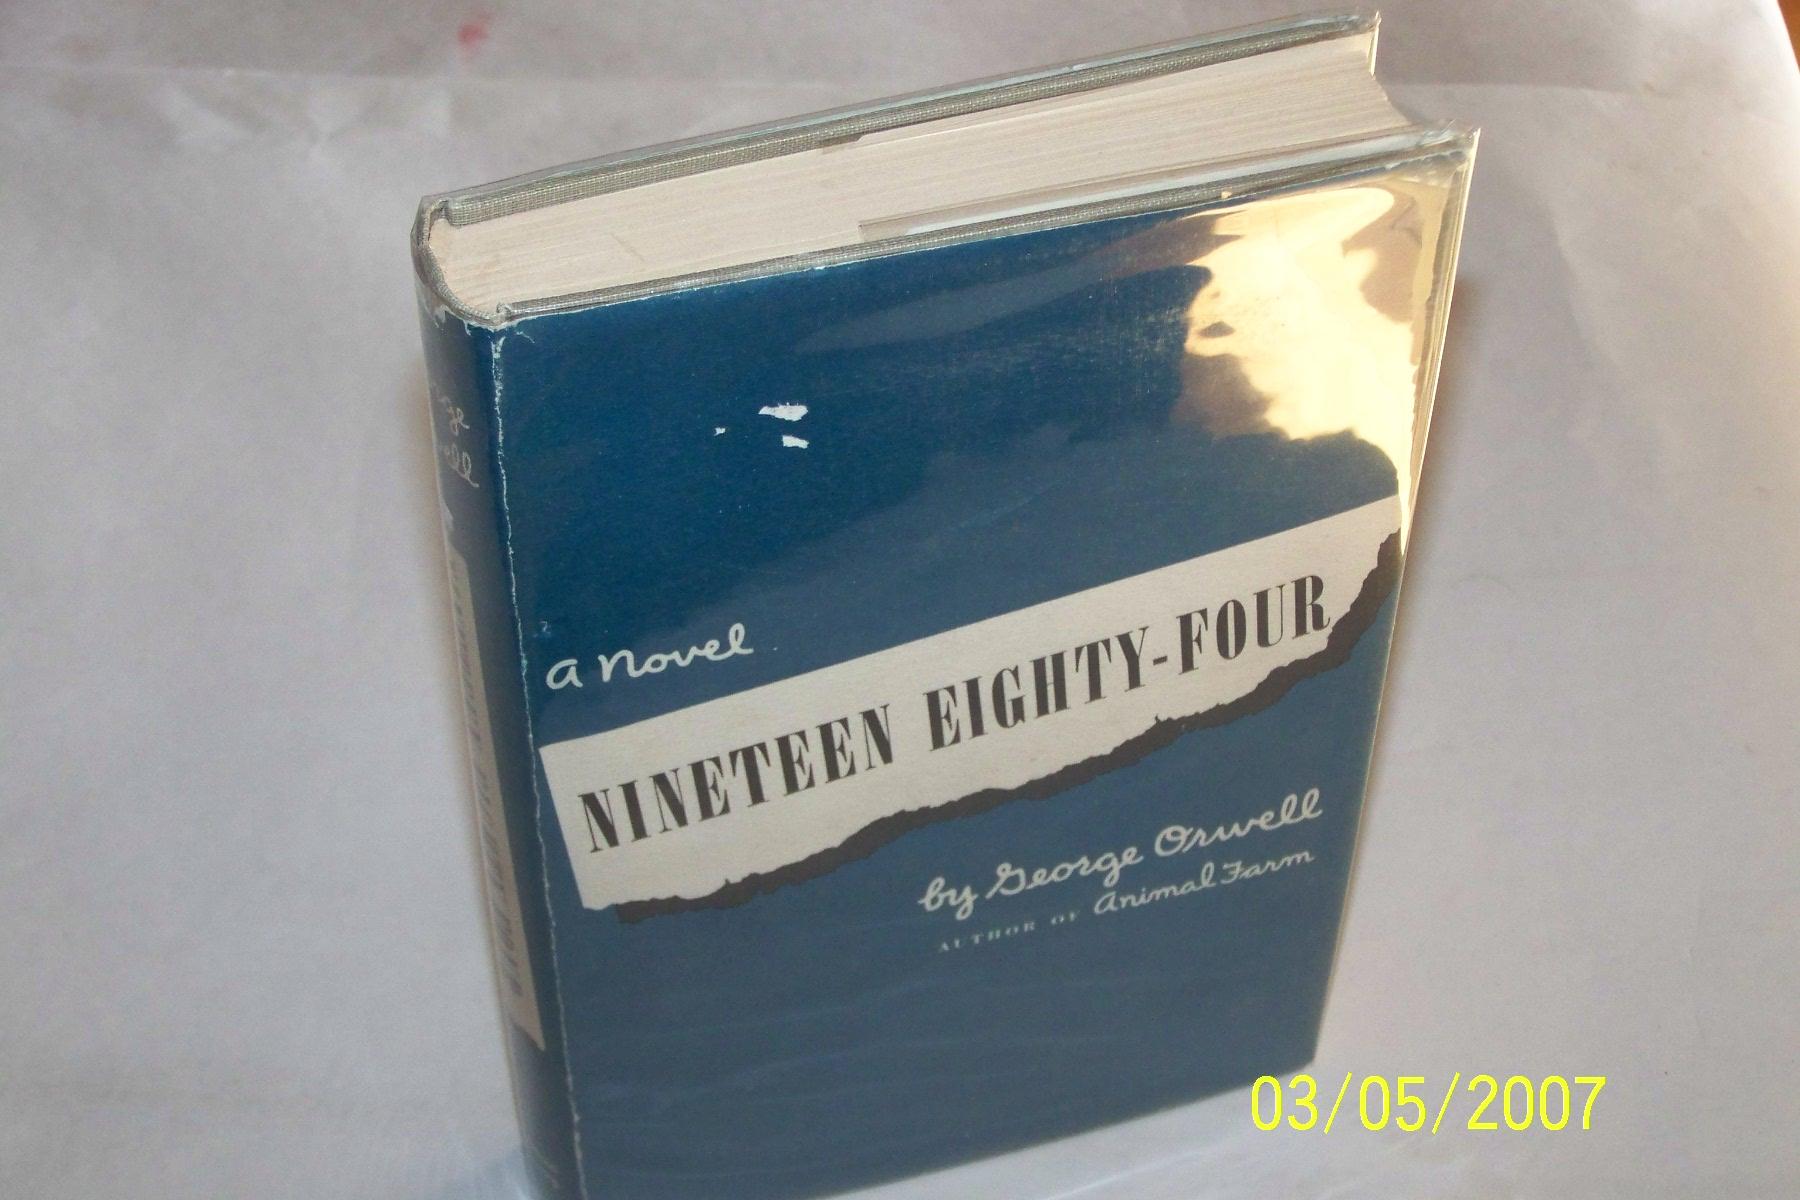 a Novel
NINETEEN EIGHTY-FOUR
by George Orwell
AUTHOR OF Animal Farm
03/05/2007